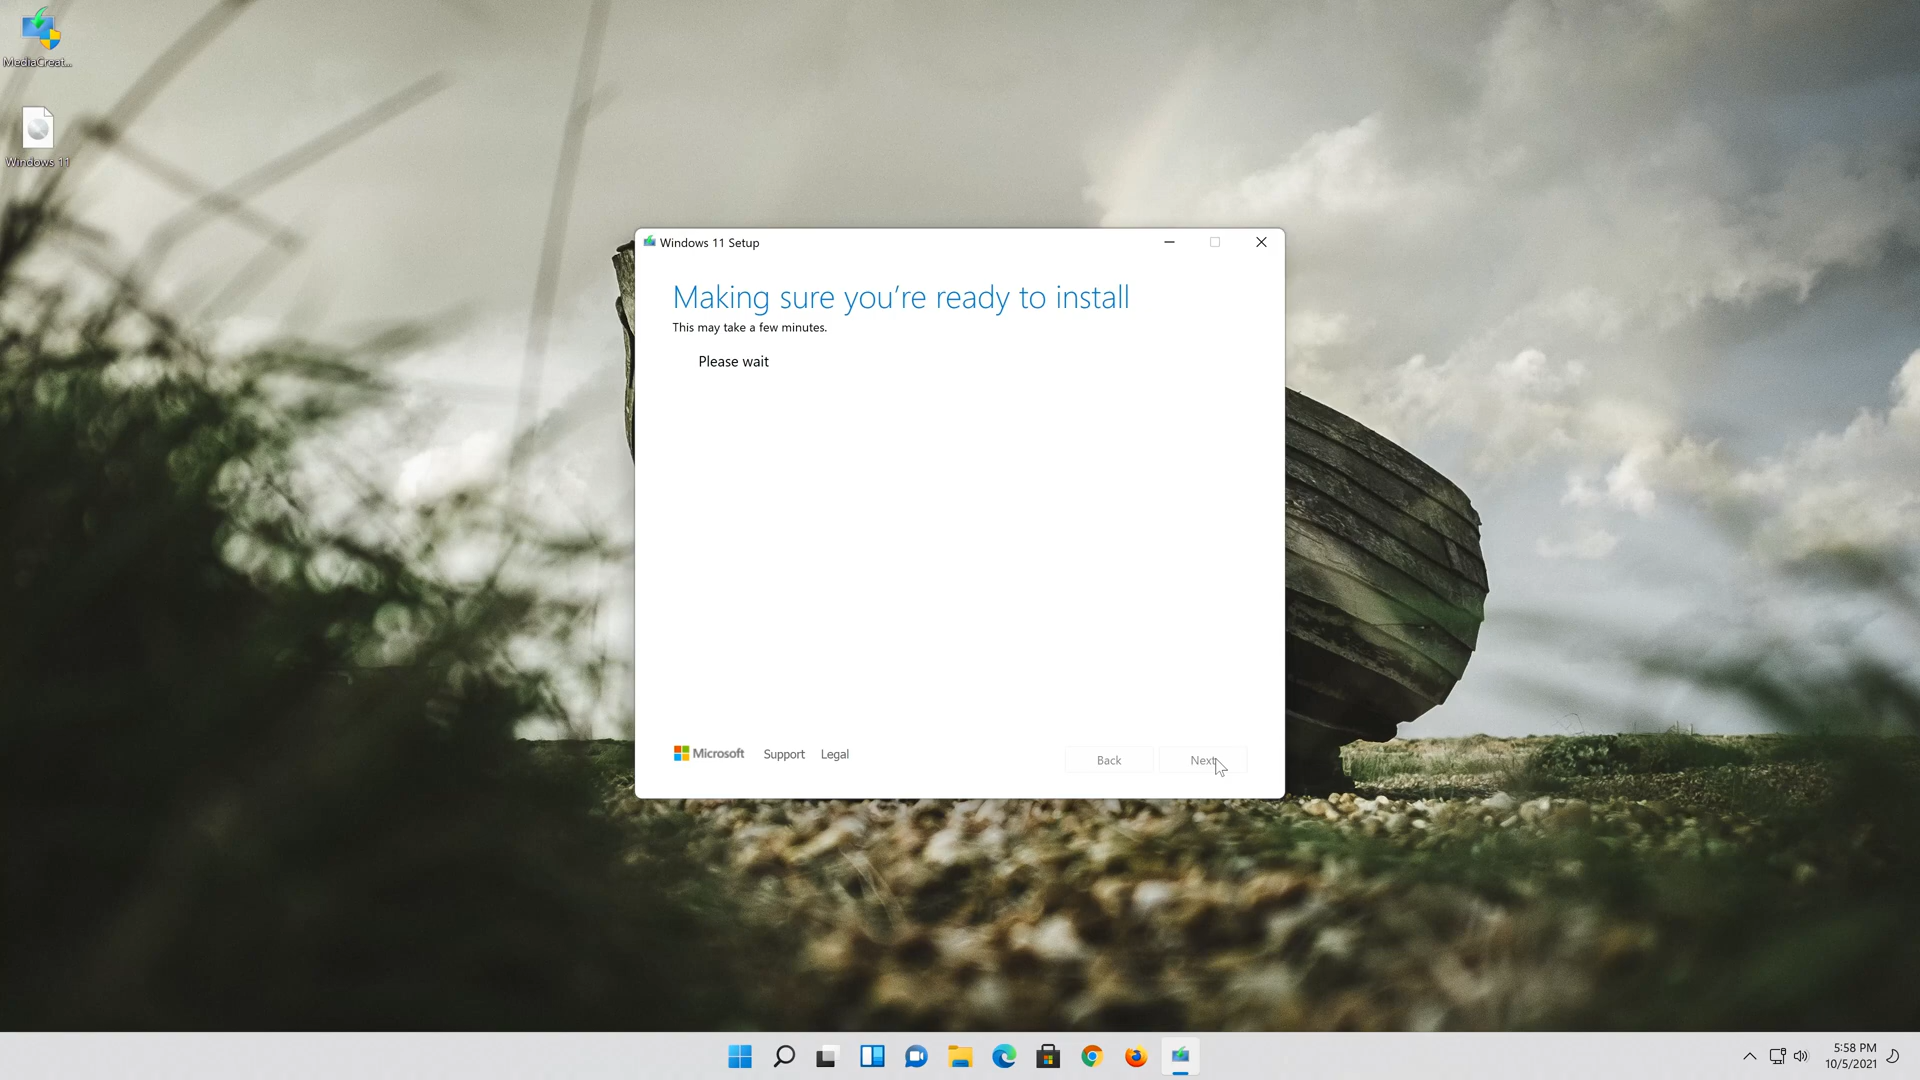 MediaCreat...
Windows 11
Windows 11 Setup
Making sure you're ready to install
This may take a few minutes.
Please wait
Microsoft
Support
Legal
Back
Next
5:58 PM
10/5/2021